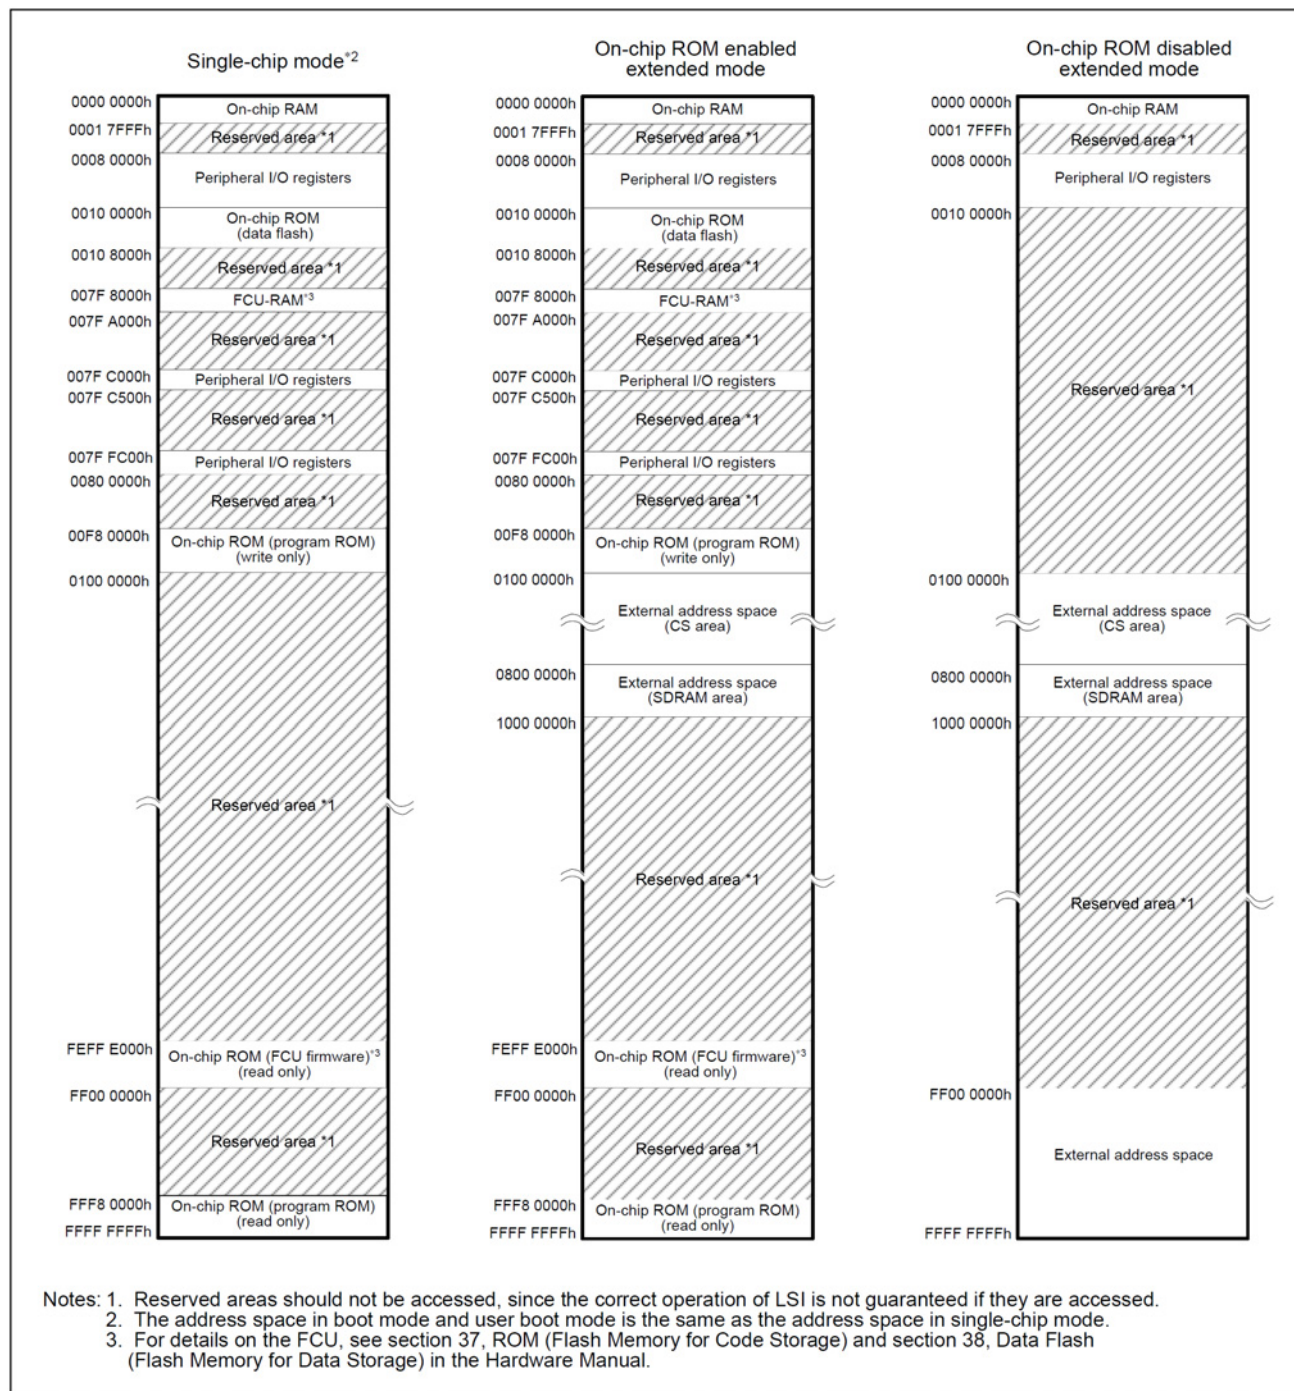 Single-chip mode*2
0000 0000h
On-chip RAM
0001 7FFFh
Reserved area *1
0008 0000h
Peripheral I/O registers
0010 0000h
On-chip ROM
(data flash)
0010 8000h
Reserved area *1
007F 8000h
FCU-RAM*3
007F A000h
Reserved area *1
007F C000h
Peripheral I/O registers
007F C500h
Reserved area *1
007F FC00h
Peripheral I/O registers
0080 0000h
Reserved area *1
00F8 0000h
On-chip ROM (program ROM)
(write only)
0100 0000h
Reserved area *1
FEFF E000h
On-chip ROM (FCU firmware)*3
(read only)
FF00 0000h
Reserved area *1
FFF8 0000h
On-chip ROM (program ROM)
(read only)
FFFF FFFFh
On-chip ROM enabled
extended mode
0000 0000h
On-chip RAM
0001 7FFFh
Reserved area *1
0008 0000h
Peripheral I/O registers
0010 0000h
On-chip ROM
(data flash)
0010 8000h
Reserved area *1
007F 8000h
FCU-RAM*3
007F A000h
Reserved area *1
007F C000h
Peripheral I/O registers
007F C500h
Reserved area *1
007F FC00h
Peripheral I/O registers
0080 0000h
Reserved area *1
00F8 0000h
On-chip ROM (program ROM)
(write only)
0100 0000h
External address space
(CS area)
0800 0000h
External address space
(SDRAM area)
1000 0000h
Reserved area *1
FEFF E000h
On-chip ROM (FCU firmware)*3
(read only)
FF00 0000h
Reserved area *1
FFF8 0000h
On-chip ROM (program ROM)
(read only)
FFFF FFFFh
On-chip ROM disabled
extended mode
0000 0000h
On-chip RAM
0001 7FFFh
Reserved area *1
0008 0000h
Peripheral I/O registers
0010 0000h
Reserved area *1
0100 0000h
External address space
(CS area)
0800 0000h
External address space
(SDRAM area)
1000 0000h
Reserved area *1
FF00 0000h
External address space
FFFF FFFFh
Notes: 1. Reserved areas should not be accessed, since the correct operation of LSI is not guaranteed if they are accessed.
2. The address space in boot mode and user boot mode is the same as the address space in single-chip mode.
3. For details on the FCU, see section 37, ROM (Flash Memory for Code Storage) and section 38, Data Flash
(Flash Memory for Data Storage) in the Hardware Manual.